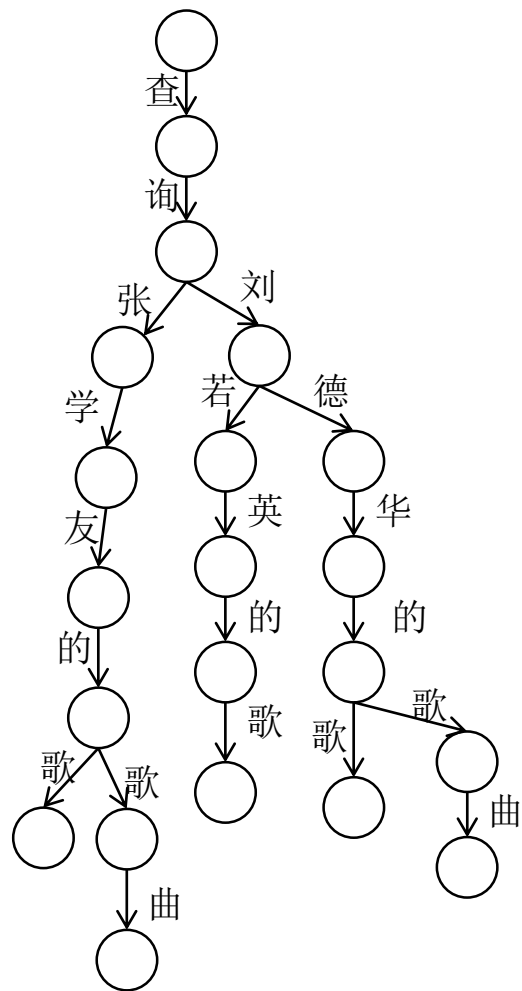 查
询
张
刘
学
若
德
友
英
华
的
的
的
歌
歌
歌
歌
歌
曲
曲